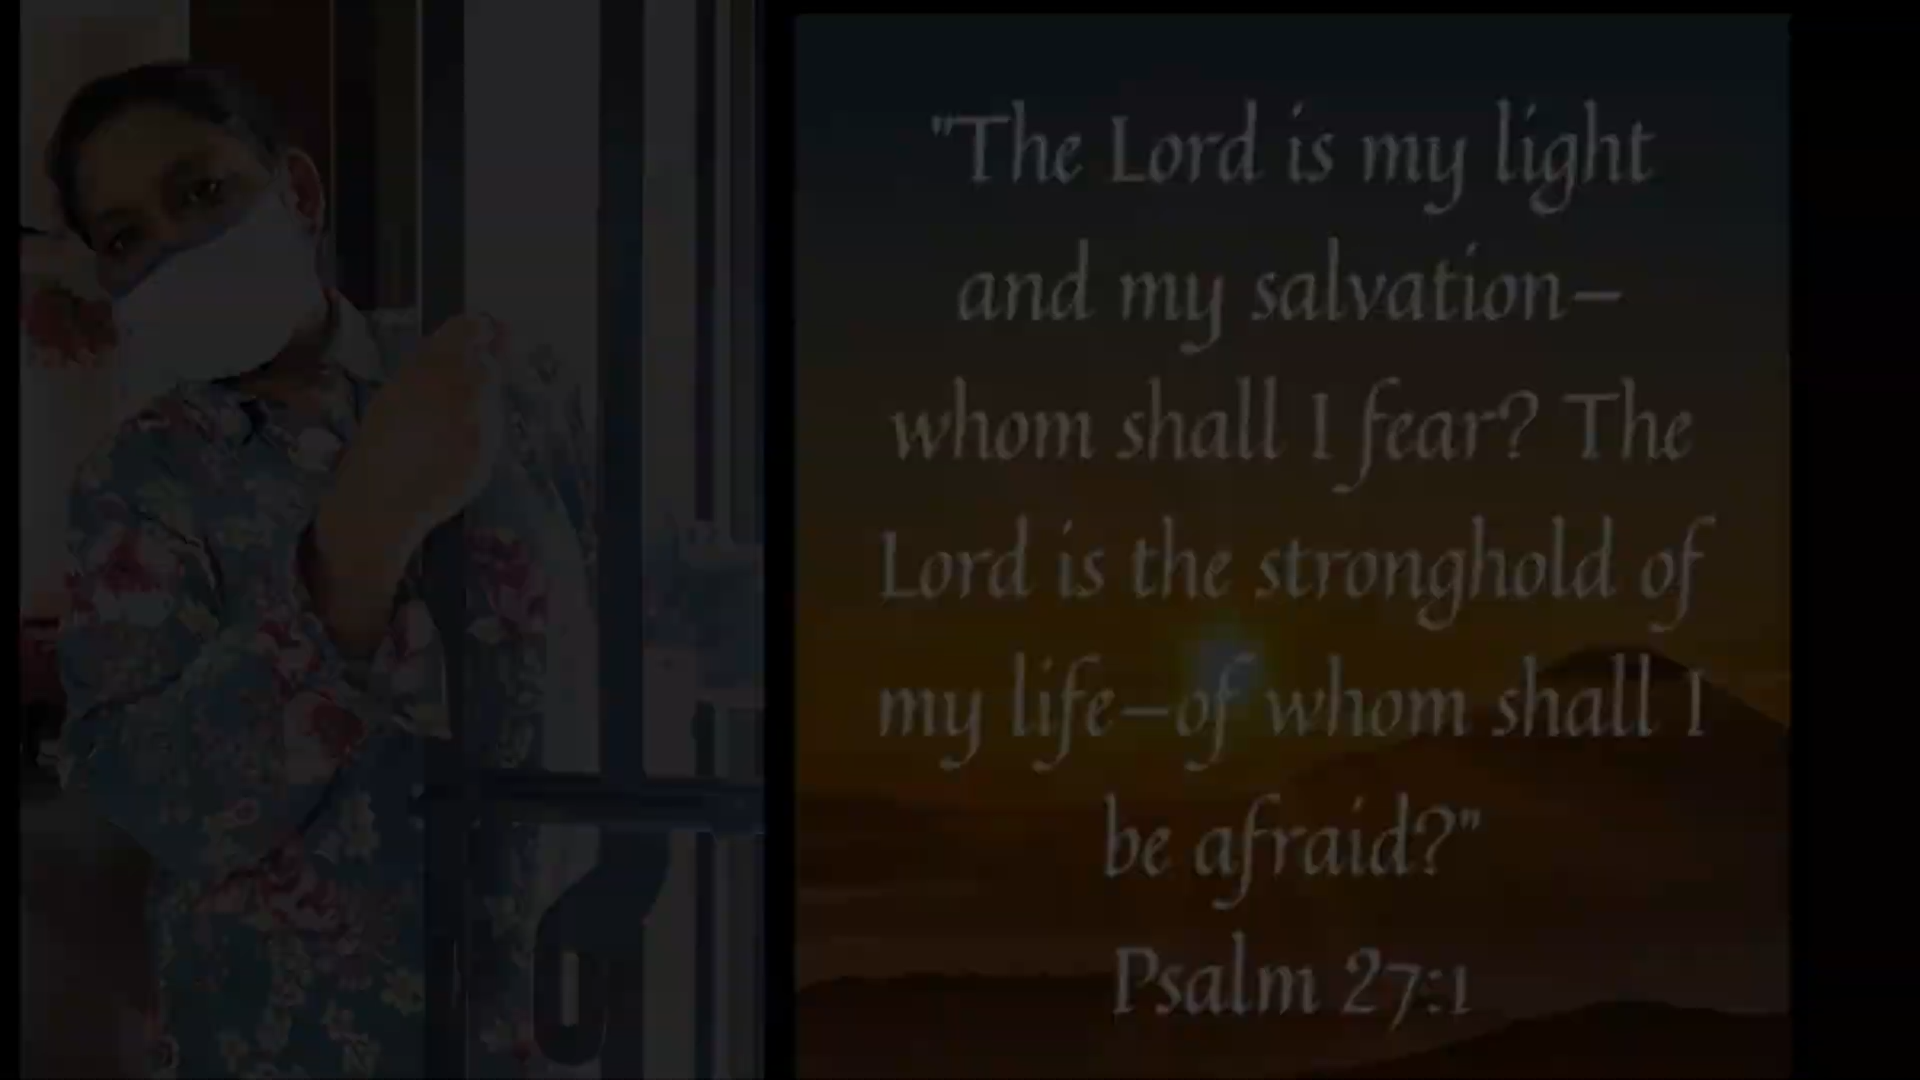 "The Lord is my light
and my salvation—
whom shall I fear? The
Lord is the stronghold of
my life—of whom shall I
be afraid?"
Psalm 27:1